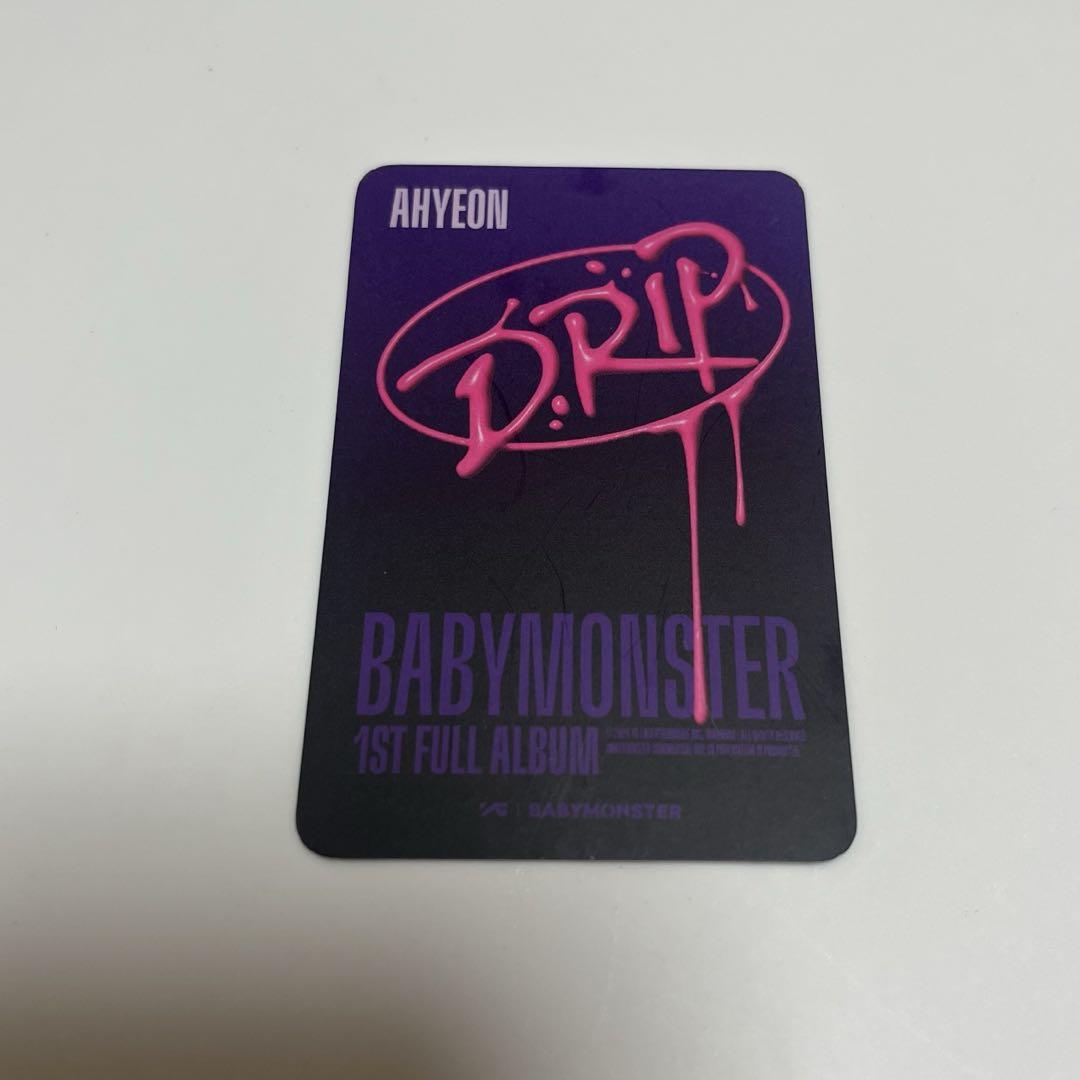 AHYEON
DRIP
BABYMONSTER
1ST FULL ALBUM
YG | BABYMONSTER